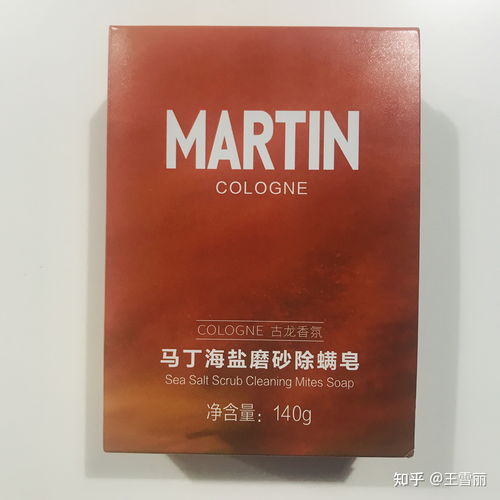 MARTIN
COLOGNE
COLOGNE 古龙香氛
马丁海盐磨砂除螨皂
Sea Salt Scrub Cleaning Mites Soap
净含量：140g
知乎 @王雪丽